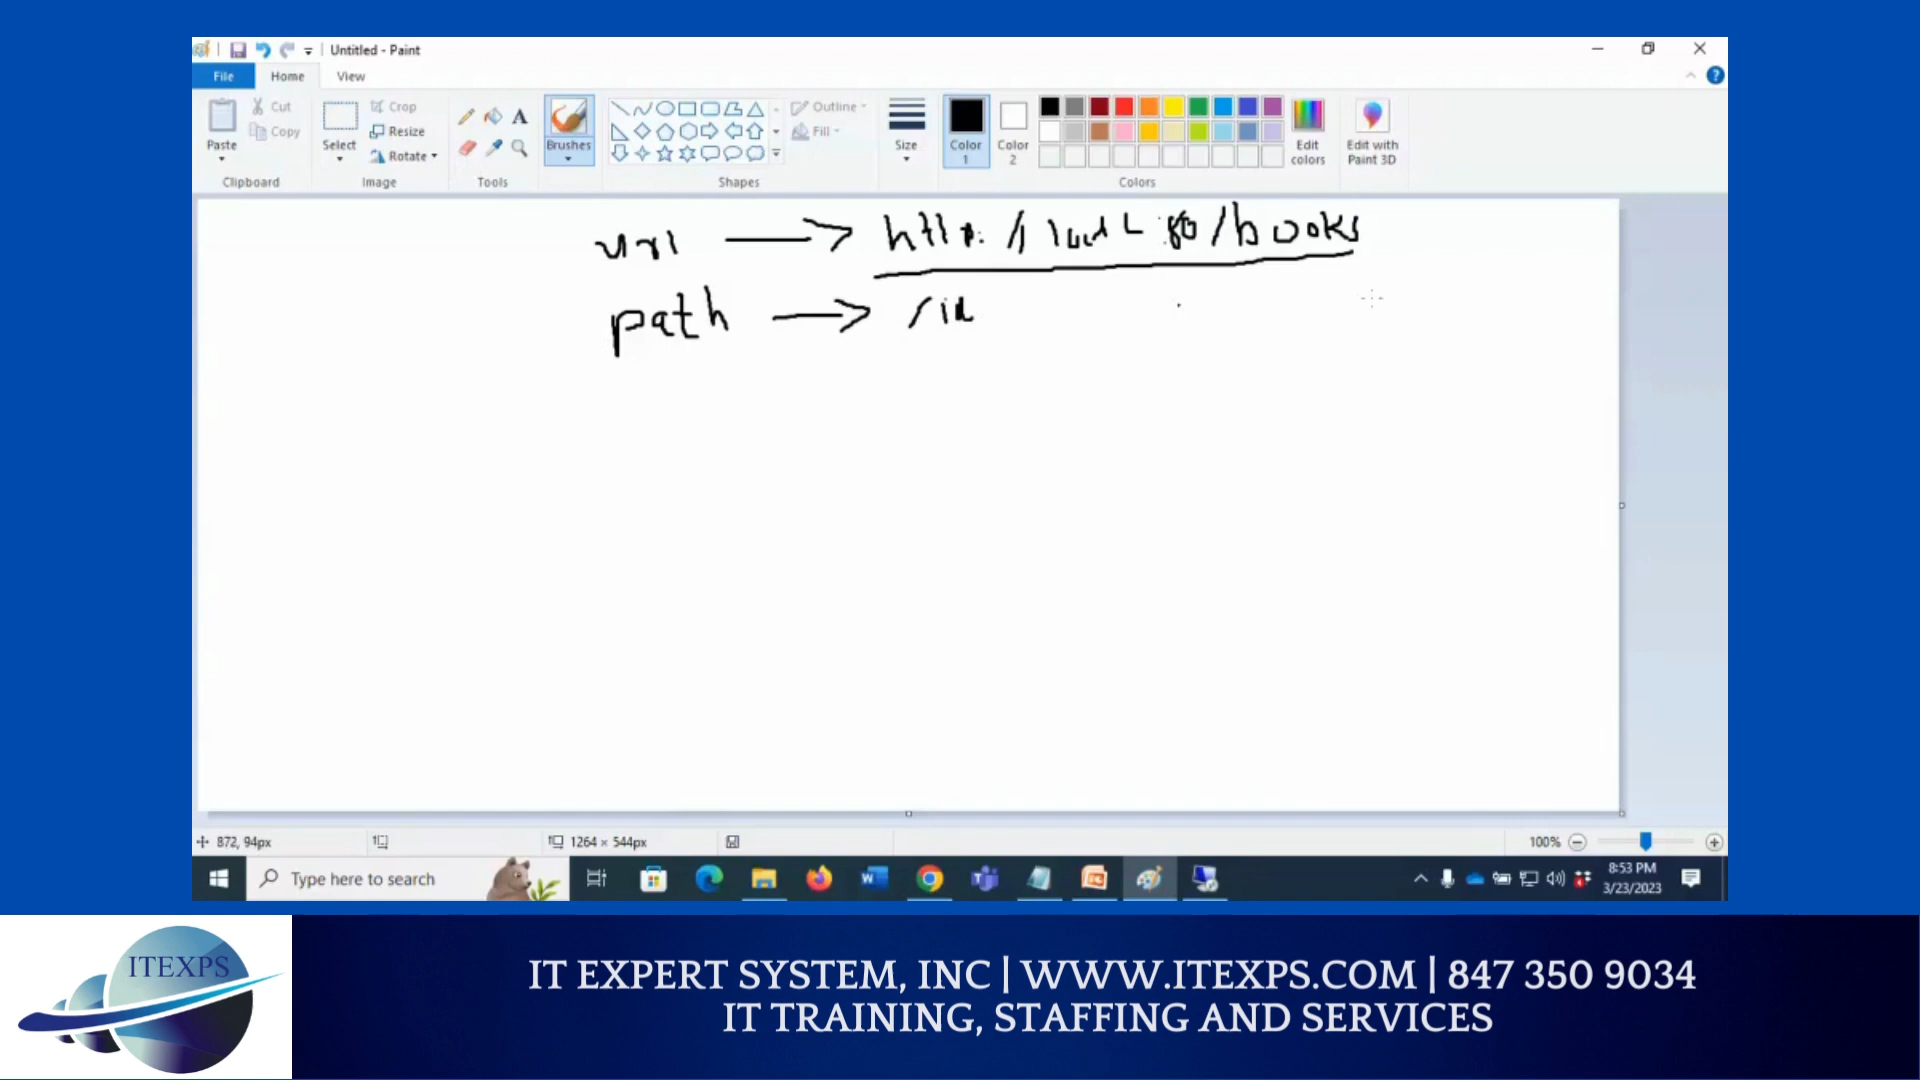 Untitled - Paint
File Home View
Paste
Cut
Copy
Clipboard
Select
Crop
Resize
Rotate
Image
Tools
Brushes
Shapes
Outline
Fill
Size
Color 1
Color 2
Edit colors
Edit with Paint 3D
Colors
url → /books
path → /id
872, 94px
1264 × 544px
100%
Type here to search
8:53 PM
3/23/2023
ITEXPS
IT EXPERT SYSTEM, INC | WWW.ITEXPS.COM | 847 350 9034
IT TRAINING, STAFFING AND SERVICES